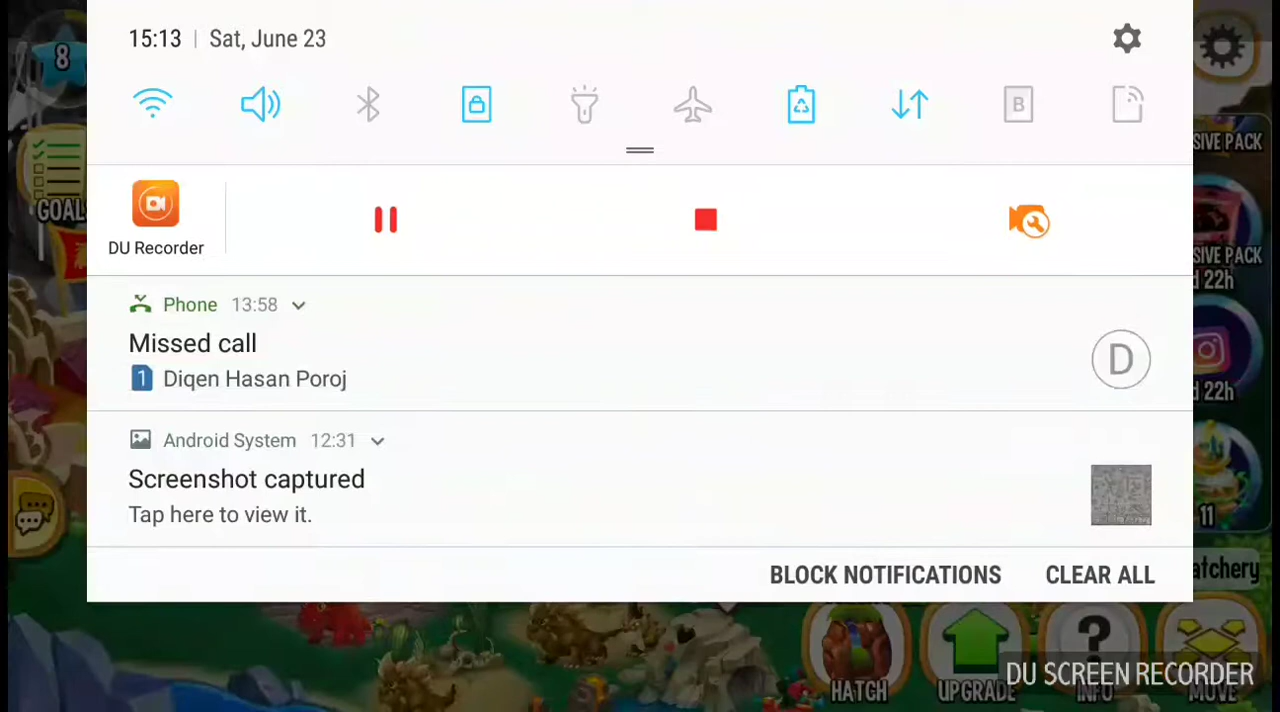 15:13 | Sat, June 23
8
B
SIVE PACK
GOAL
DU Recorder
SIVE PACK
d 22h
Phone 13:58
Missed call
1 Diqen Hasan Poroj
D
d 22h
Android System 12:31
Screenshot captured
Tap here to view it.
11
BLOCK NOTIFICATIONS CLEAR ALL
atchery
?
HATCH UPGRADE INFO MOVE
DU SCREEN RECORDER